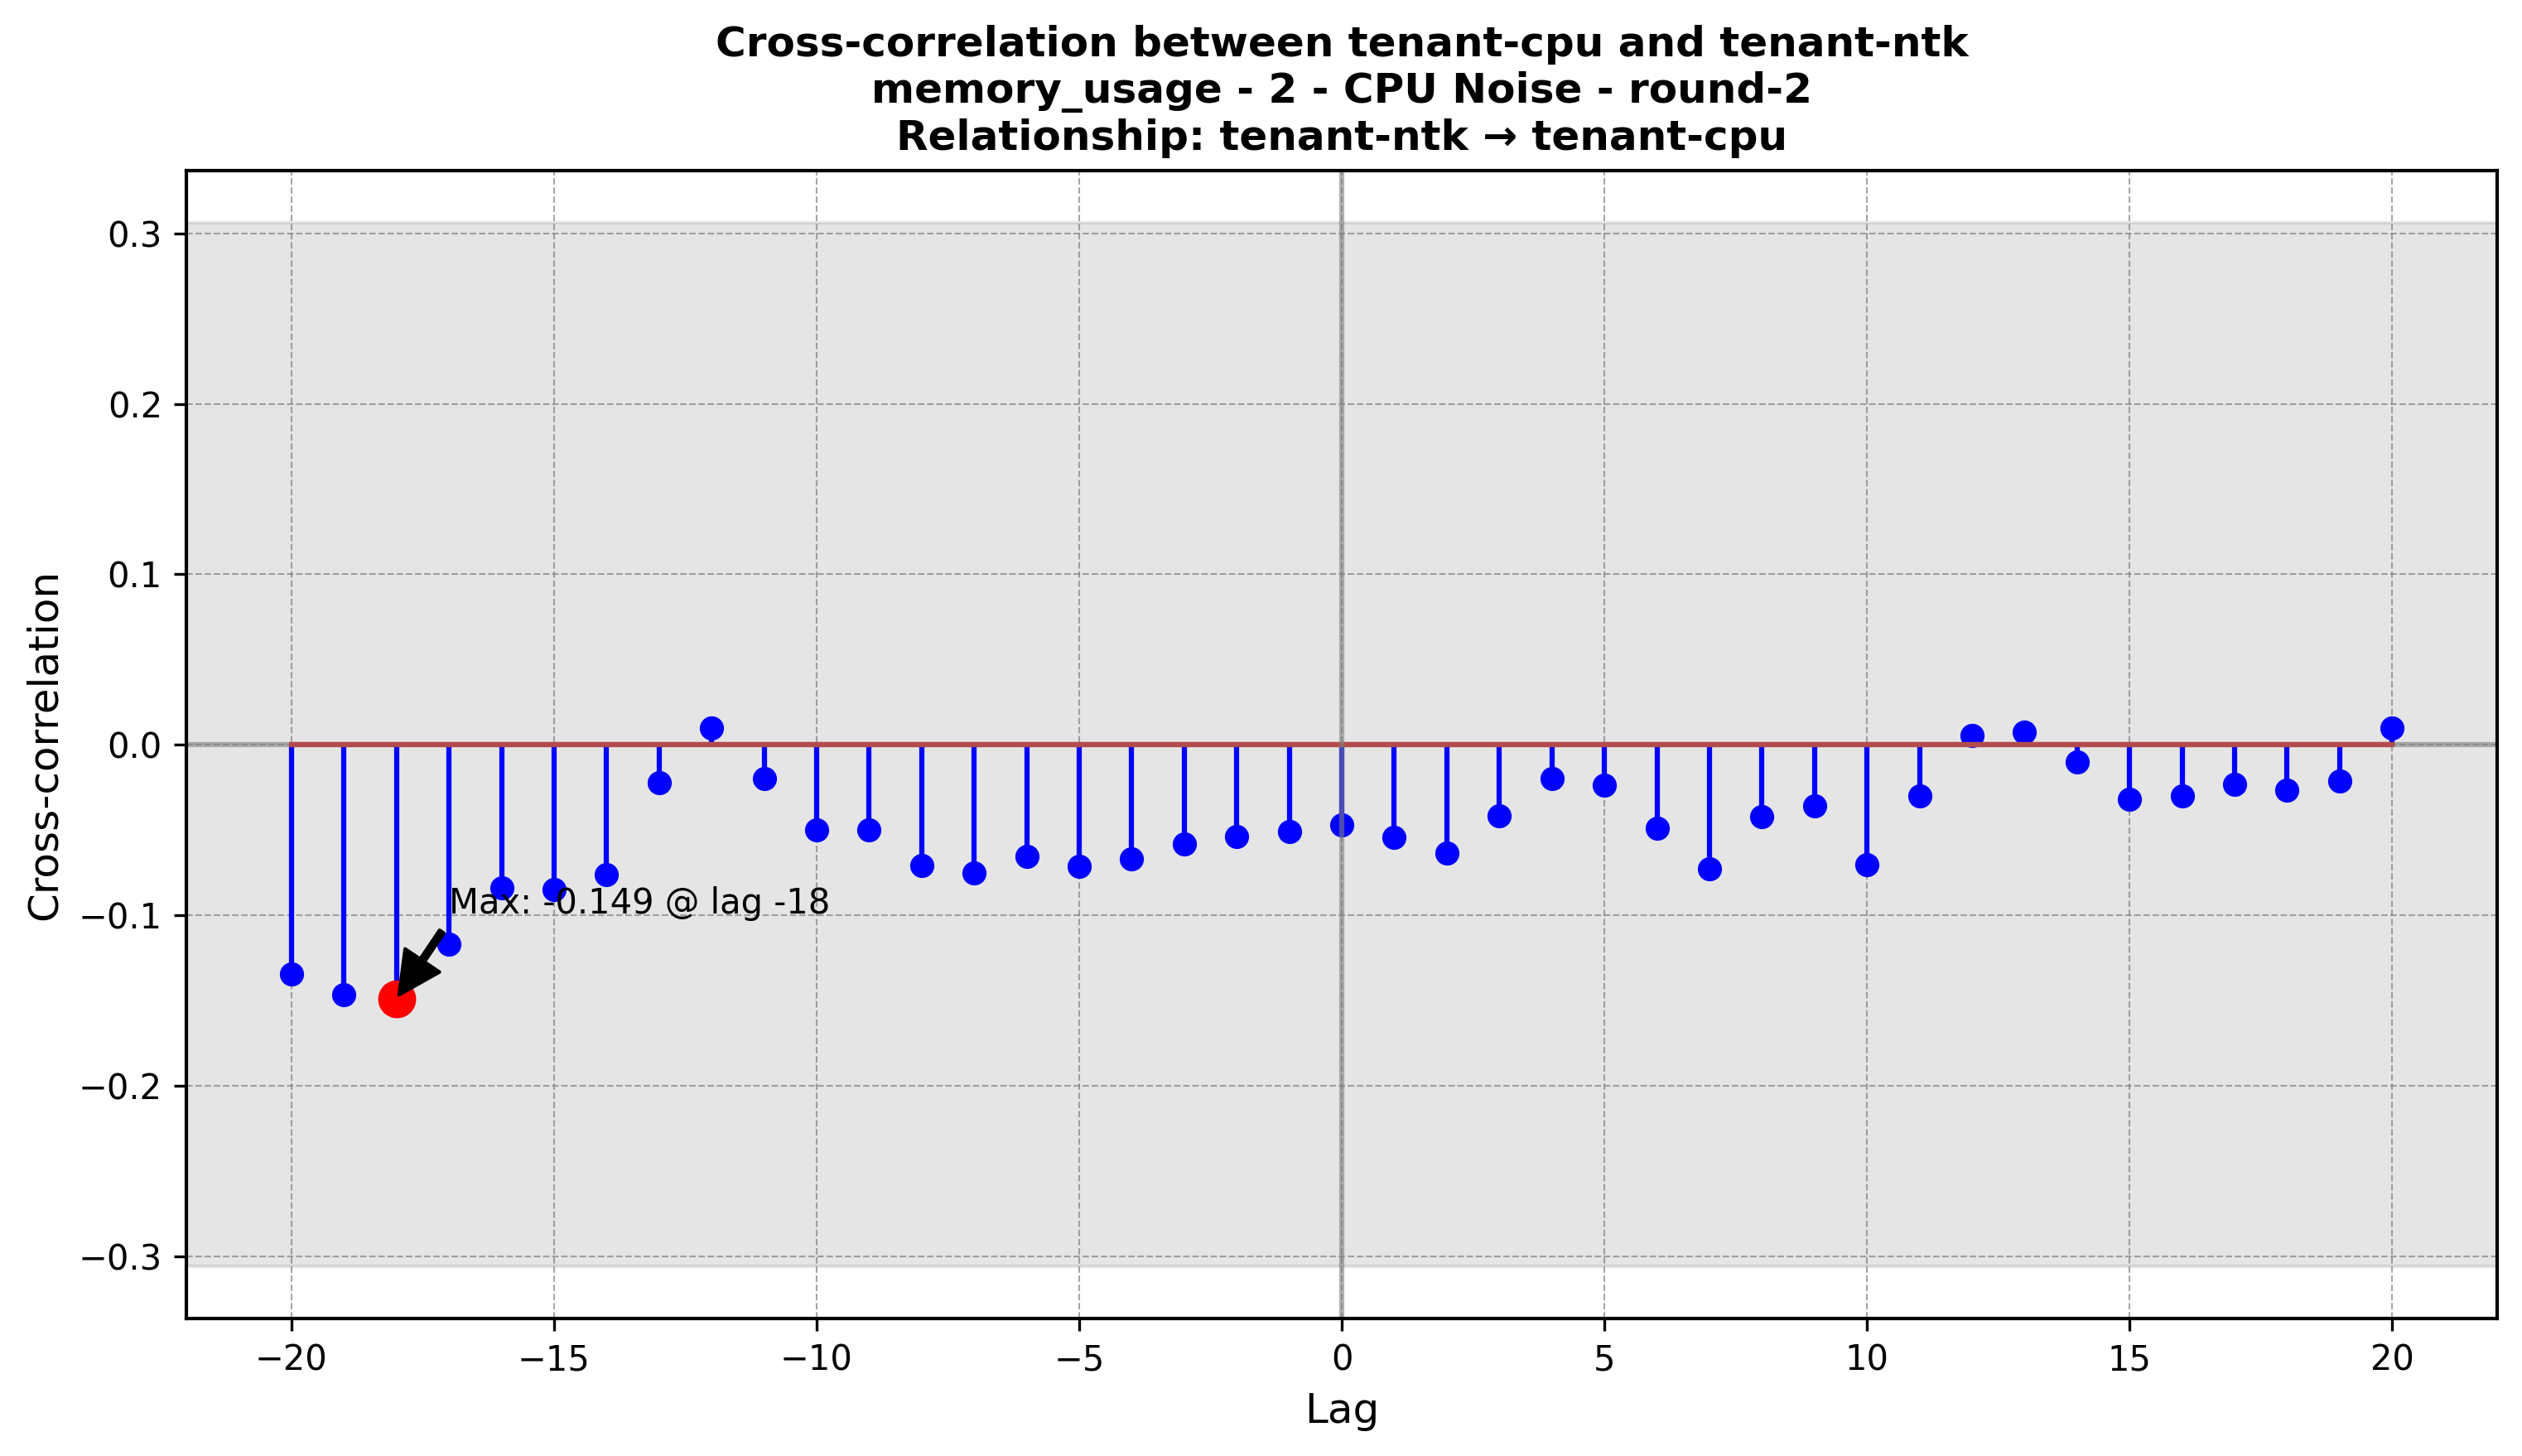 Cross-correlation between tenant-cpu and tenant-ntk
memory_usage - 2 - CPU Noise - round-2
Relationship: tenant-ntk → tenant-cpu
Cross-correlation
0.3
0.2
0.1
0.0
−0.1
−0.2
−0.3
Max: -0.149 @ lag -18
−20
−15
−10
−5
0
5
10
15
20
Lag